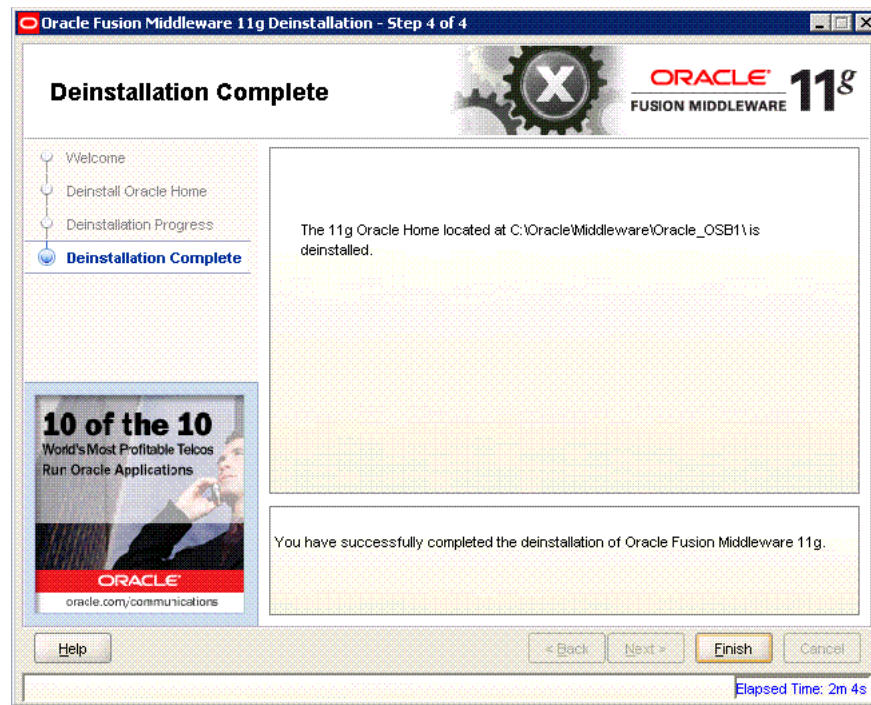 Oracle Fusion Middleware 11g Deinstallation - Step 4 of 4
Deinstallation Complete
X
ORACLE®
FUSION MIDDLEWARE
11g
Welcome
Deinstall Oracle Home
Deinstallation Progress
Deinstallation Complete
The 11g Oracle Home located at C:\Oracle\Middleware\Oracle_OSB1\ is
deinstalled.
10 of the 10
World's Most Profitable Telcos
Run Oracle Applications
ORACLE®
oracle.com/communications
You have successfully completed the deinstallation of Oracle Fusion Middleware 11g.
Help
< Back
Next >
Finish
Cancel
Elapsed Time: 2m 4s